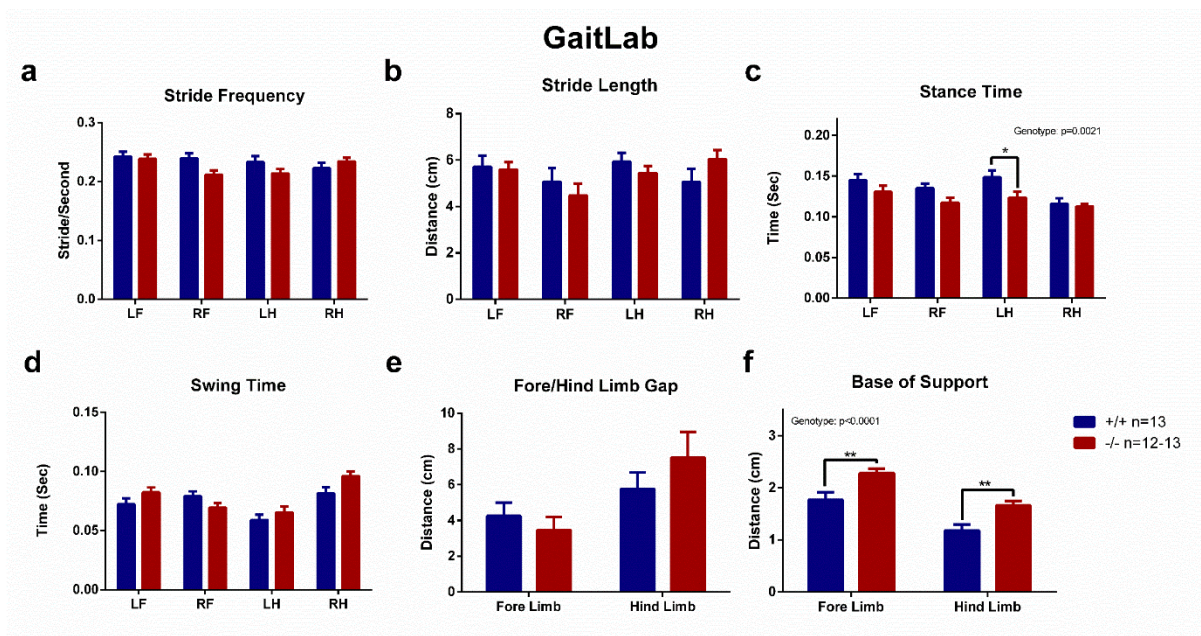 GaitLab
a
Stride Frequency
Stride/Second
0.3
0.2
0.1
0.0
LF RF LH RH
b
Stride Length
Distance (cm)
8
6
4
2
0
LF RF LH RH
c
Stance Time
Genotype: p=0.0021
*
Time (Sec)
0.20
0.15
0.10
0.05
0.00
LF RF LH RH
d
Swing Time
Time (Sec)
0.15
0.10
0.05
0.00
LF RF LH RH
e
Fore/Hind Limb Gap
Distance (cm)
10
8
6
4
2
0
Fore Limb Hind Limb
f
Base of Support
Genotype: p<0.0001
**
**
Distance (cm)
3
2
1
0
Fore Limb Hind Limb
+/+ n=13
-/- n=12-13